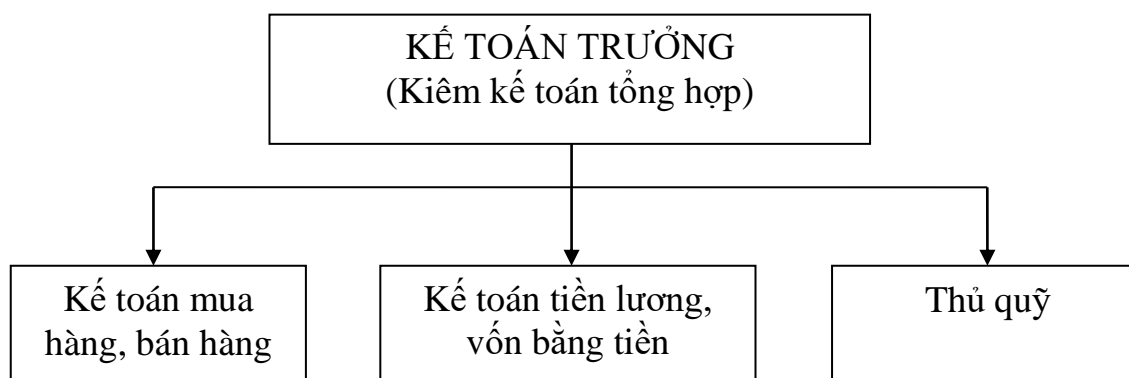 KẾ TOÁN TRƯỞNG
(Kiêm kế toán tổng hợp)
Kế toán mua
hàng, bán hàng
Kế toán tiền lương,
vốn bằng tiền
Thủ quỹ